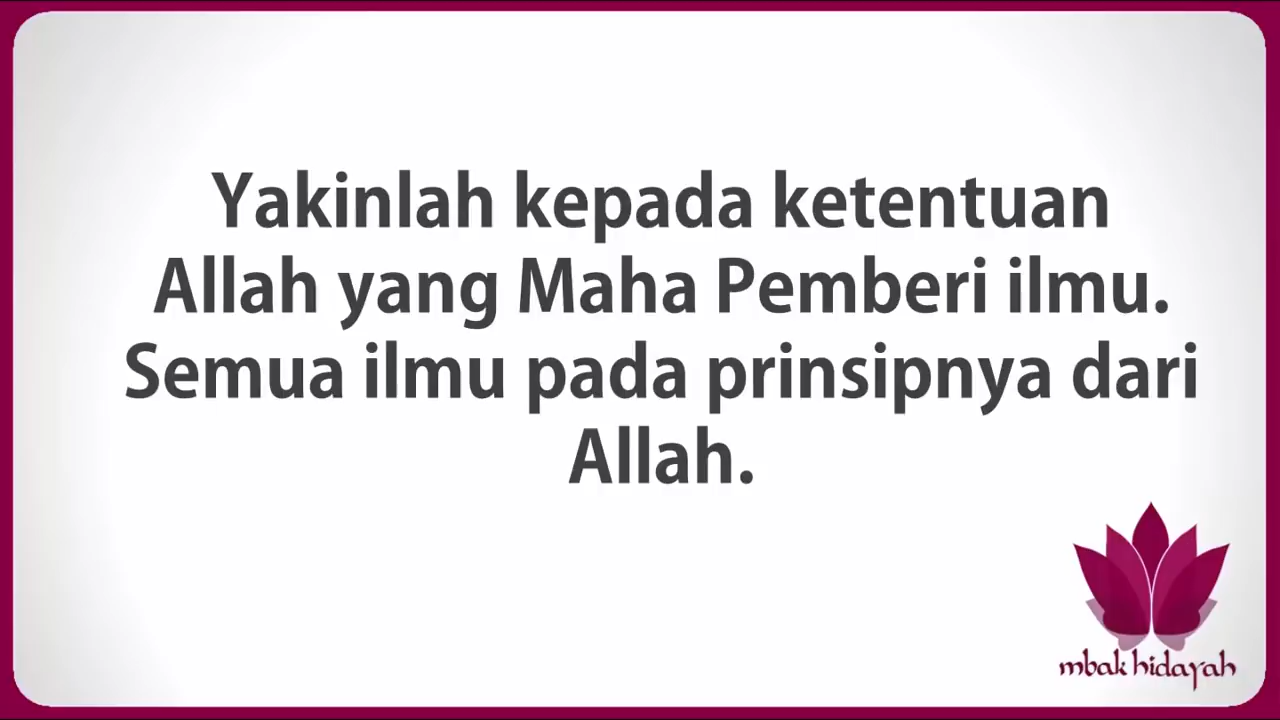 Yakinlah kepada ketentuan
Allah yang Maha Pemberi ilmu.
Semua ilmu pada prinsipnya dari
Allah.
mbak hidayah